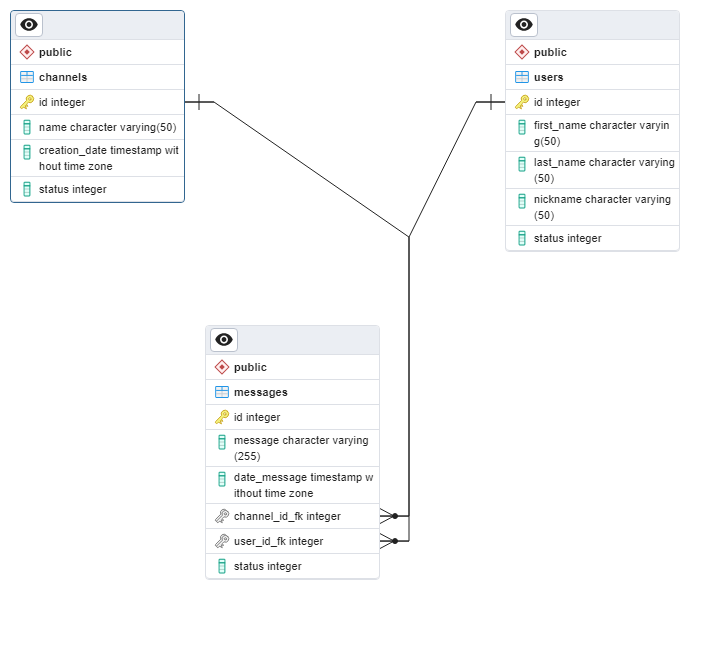 public
channels
id integer
name character varying(50)
creation_date timestamp wit
hout time zone
status integer
public
users
id integer
first_name character varyin
g(50)
last_name character varying
(50)
nickname character varying
(50)
status integer
public
messages
id integer
message character varying
(255)
date_message timestamp w
ithout time zone
channel_id_fk integer
user_id_fk integer
status integer